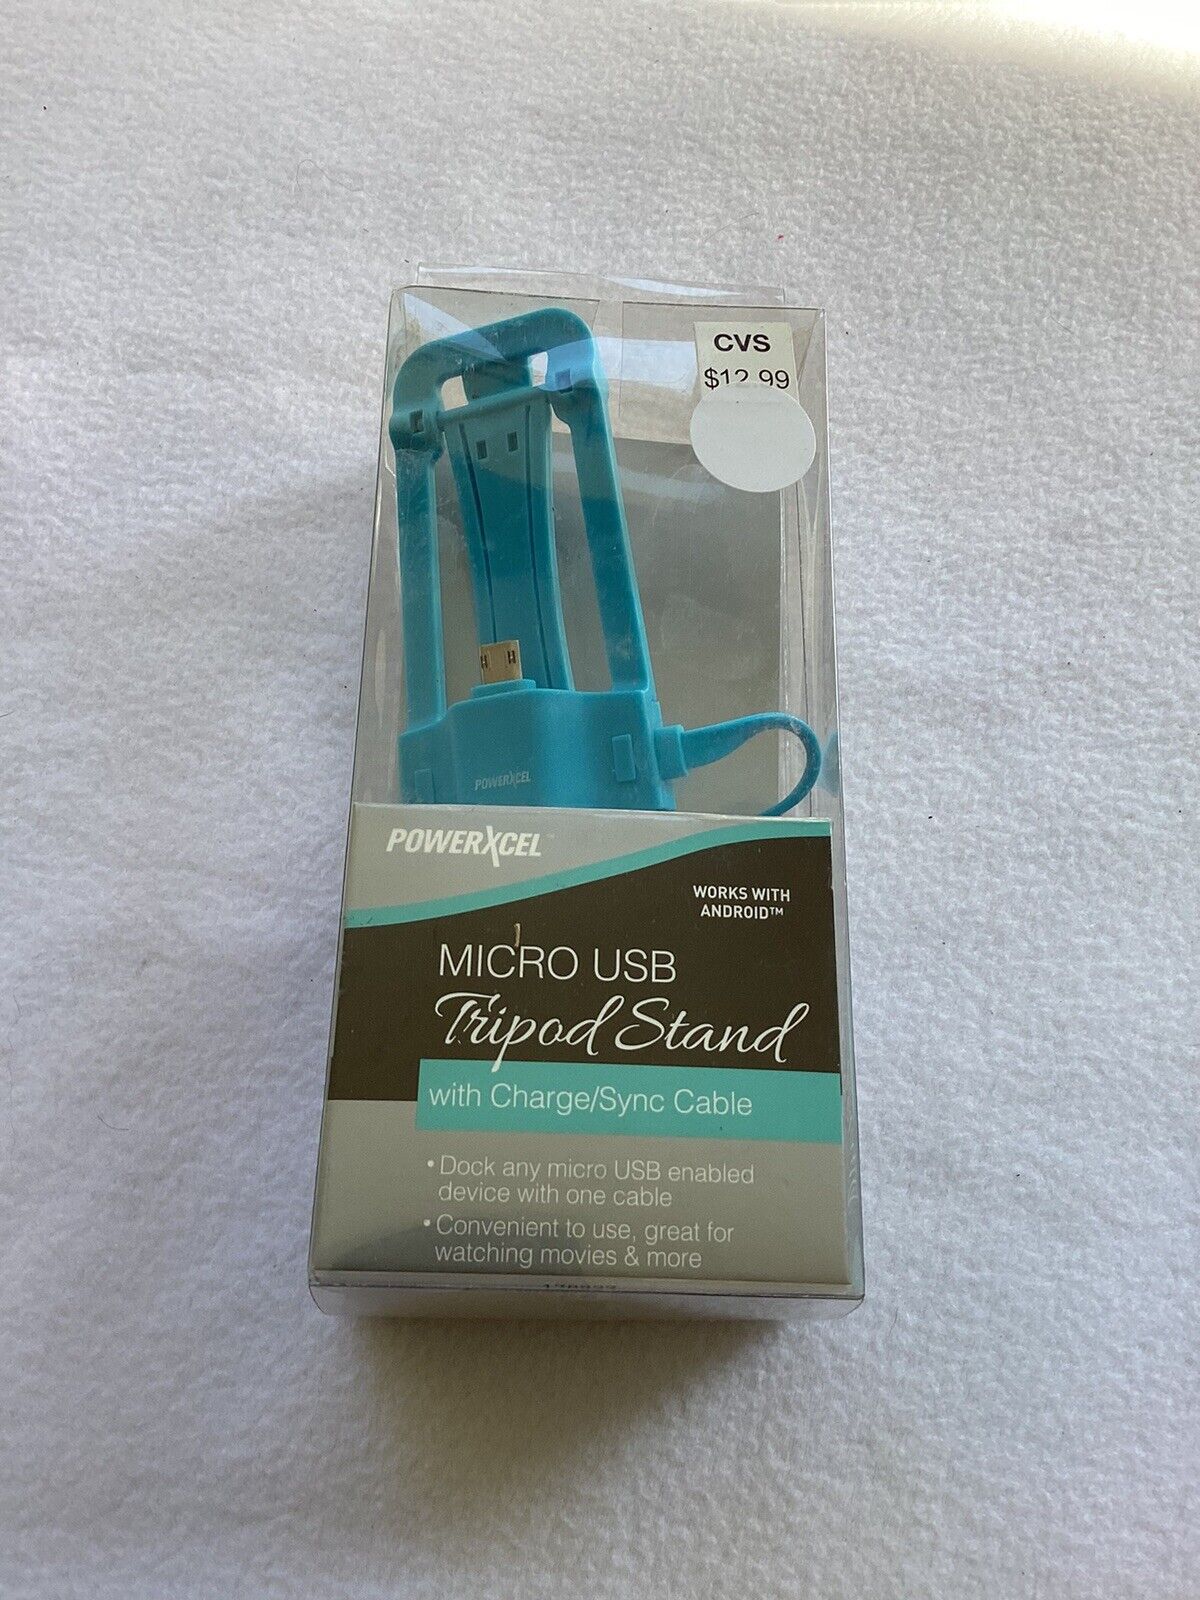 CVS
$12.99
POWERXCEL
POWERXCEL™
WORKS WITH
ANDROID™
MICRO USB
Tripod Stand
with Charge/Sync Cable
• Dock any micro USB enabled
device with one cable
• Convenient to use, great for
watching movies & more